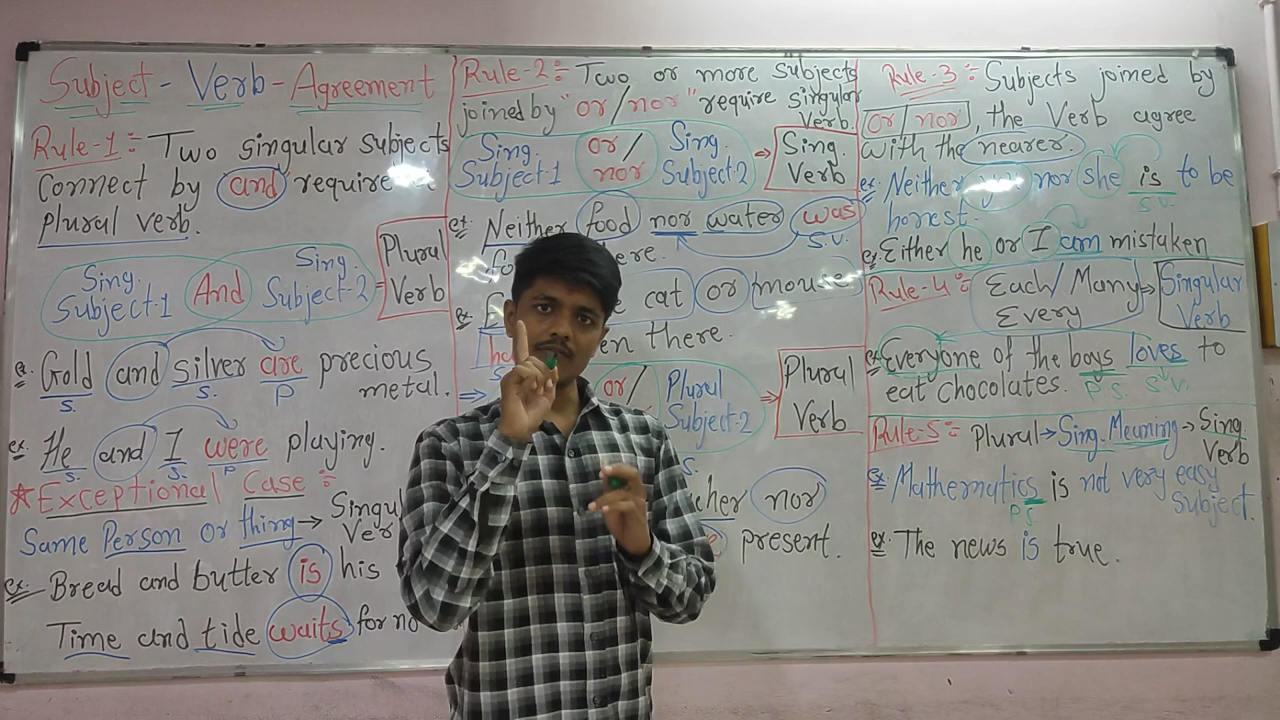 Subject - Verb - Agreement
Rule-1 :- Two singular subjects
connect by and require
plural verb.
Sing. Subject-1 And Sing. Subject-2 = Plural Verb
ex. Gold and silver are precious
S. S. P
metal.
ex. He and I were playing.
S. S. P
Exceptional Case :-
Same Person or thing → Singu
Ver
ex. Bread and butter is his
Time and tide waits for no
Rule-2 :- Two or more subjects
joined by "or/nor" require singular
verb.
Sing. Subject-1 or/nor Sing. Subject-2 ⇒ Sing. Verb
ex. Neither food nor water was
S.V.
ere.
cat or mouse
en there.
or/ Plural Subject-2 ⇒ Plural Verb
S.
cher nor
present.
Rule-3 :- Subjects joined by
or/nor, the Verb agree
with the nearer.
ex. Neither you nor she is to be
S.V.
honest.
ex. Either he or I am mistaken
Rule-4 :- Each/Many → Singular
Every Verb
ex. Everyone of the boys loves to
P S. S.V.
eat chocolates.
Rule-5 :- Plural → Sing. Meaning → Sing
Verb
ex. Mathematics is not very easy
Subject.
ex. The news is true.